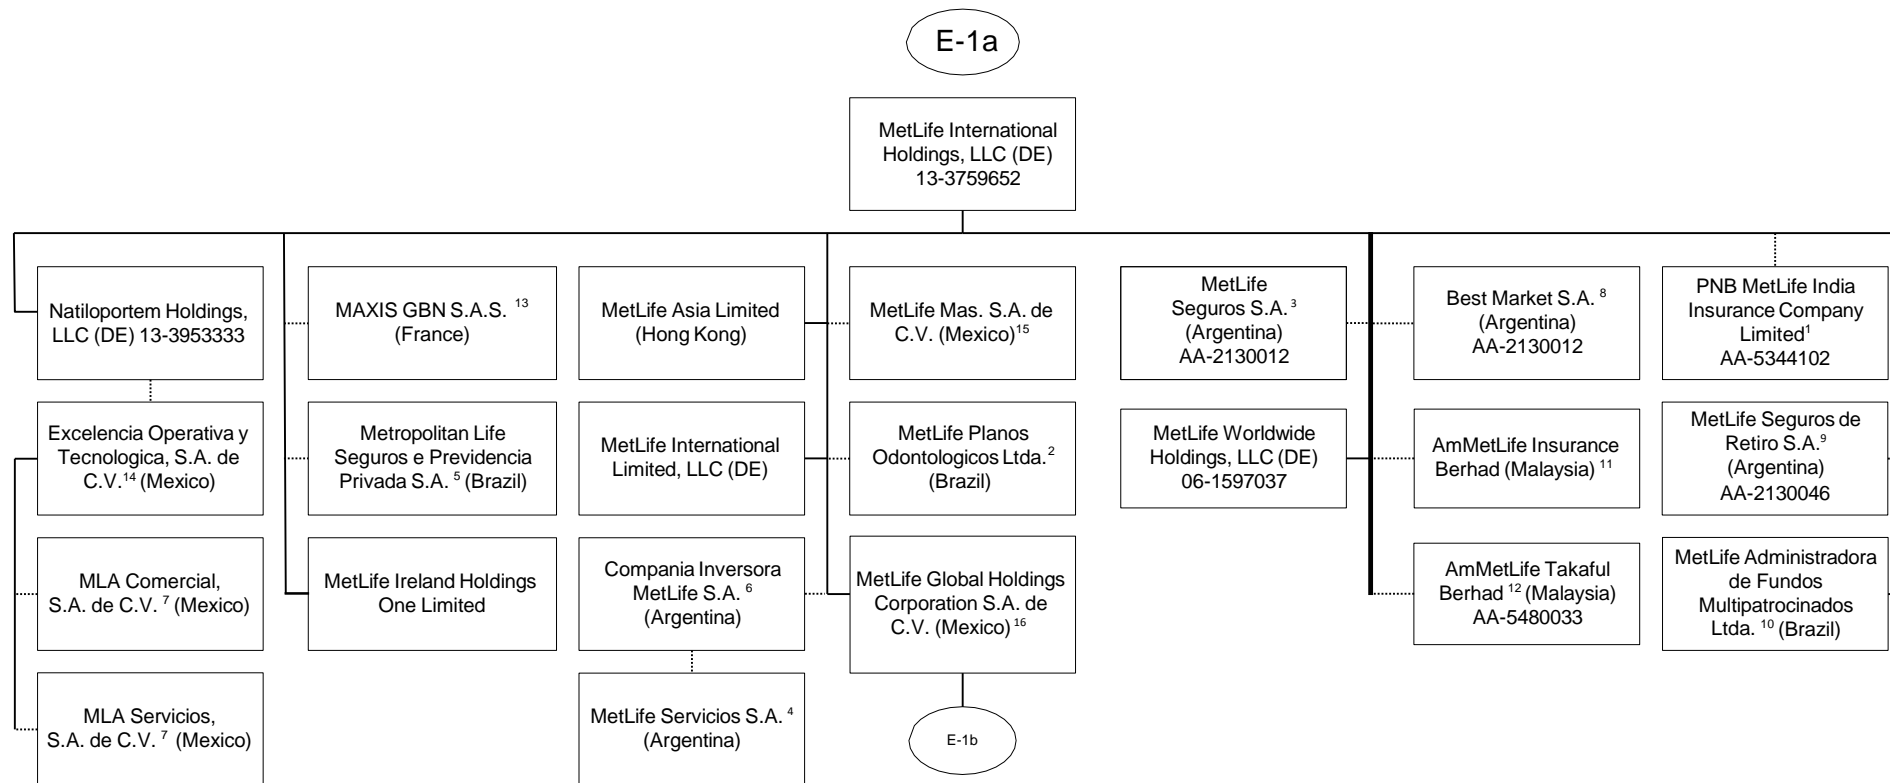 E-1a
MetLife International
Holdings, LLC (DE)
13-3759652
Natiloportem Holdings,
LLC (DE) 13-3953333
MAXIS GBN S.A.S. 13
(France)
MetLife Asia Limited
(Hong Kong)
MetLife Mas. S.A. de
C.V. (Mexico)15
MetLife
Seguros S.A. 3
(Argentina)
AA-2130012
Best Market S.A. 8
(Argentina)
AA-2130012
PNB MetLife India
Insurance Company
Limited1
AA-5344102
Excelencia Operativa y
Tecnologica, S.A. de
C.V.14 (Mexico)
Metropolitan Life
Seguros e Previdencia
Privada S.A. 5 (Brazil)
MetLife International
Limited, LLC (DE)
MetLife Planos
Odontologicos Ltda.2
(Brazil)
MetLife Worldwide
Holdings, LLC (DE)
06-1597037
AmMetLife Insurance
Berhad (Malaysia) 11
MetLife Seguros de
Retiro S.A.9
(Argentina)
AA-2130046
MLA Comercial,
S.A. de C.V. 7 (Mexico)
MetLife Ireland Holdings
One Limited
Compania Inversora
MetLife S.A. 6
(Argentina)
MetLife Global Holdings
Corporation S.A. de
C.V. (Mexico) 16
AmMetLife Takaful
Berhad 12 (Malaysia)
AA-5480033
MetLife Administradora
de Fundos
Multipatrocinados
Ltda. 10 (Brazil)
MLA Servicios,
S.A. de C.V. 7 (Mexico)
MetLife Servicios S.A. 4
(Argentina)
E-1b